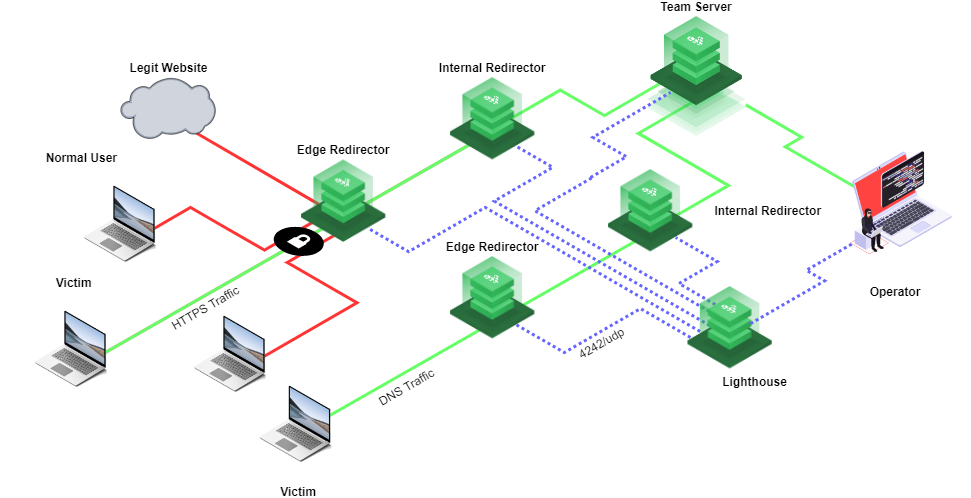 Team Server
Legit Website
Internal Redirector
Normal User
Edge Redirector
Internal Redirector
Edge Redirector
Victim
HTTPS Traffic
Operator
4242/udp
Lighthouse
DNS Traffic
Victim